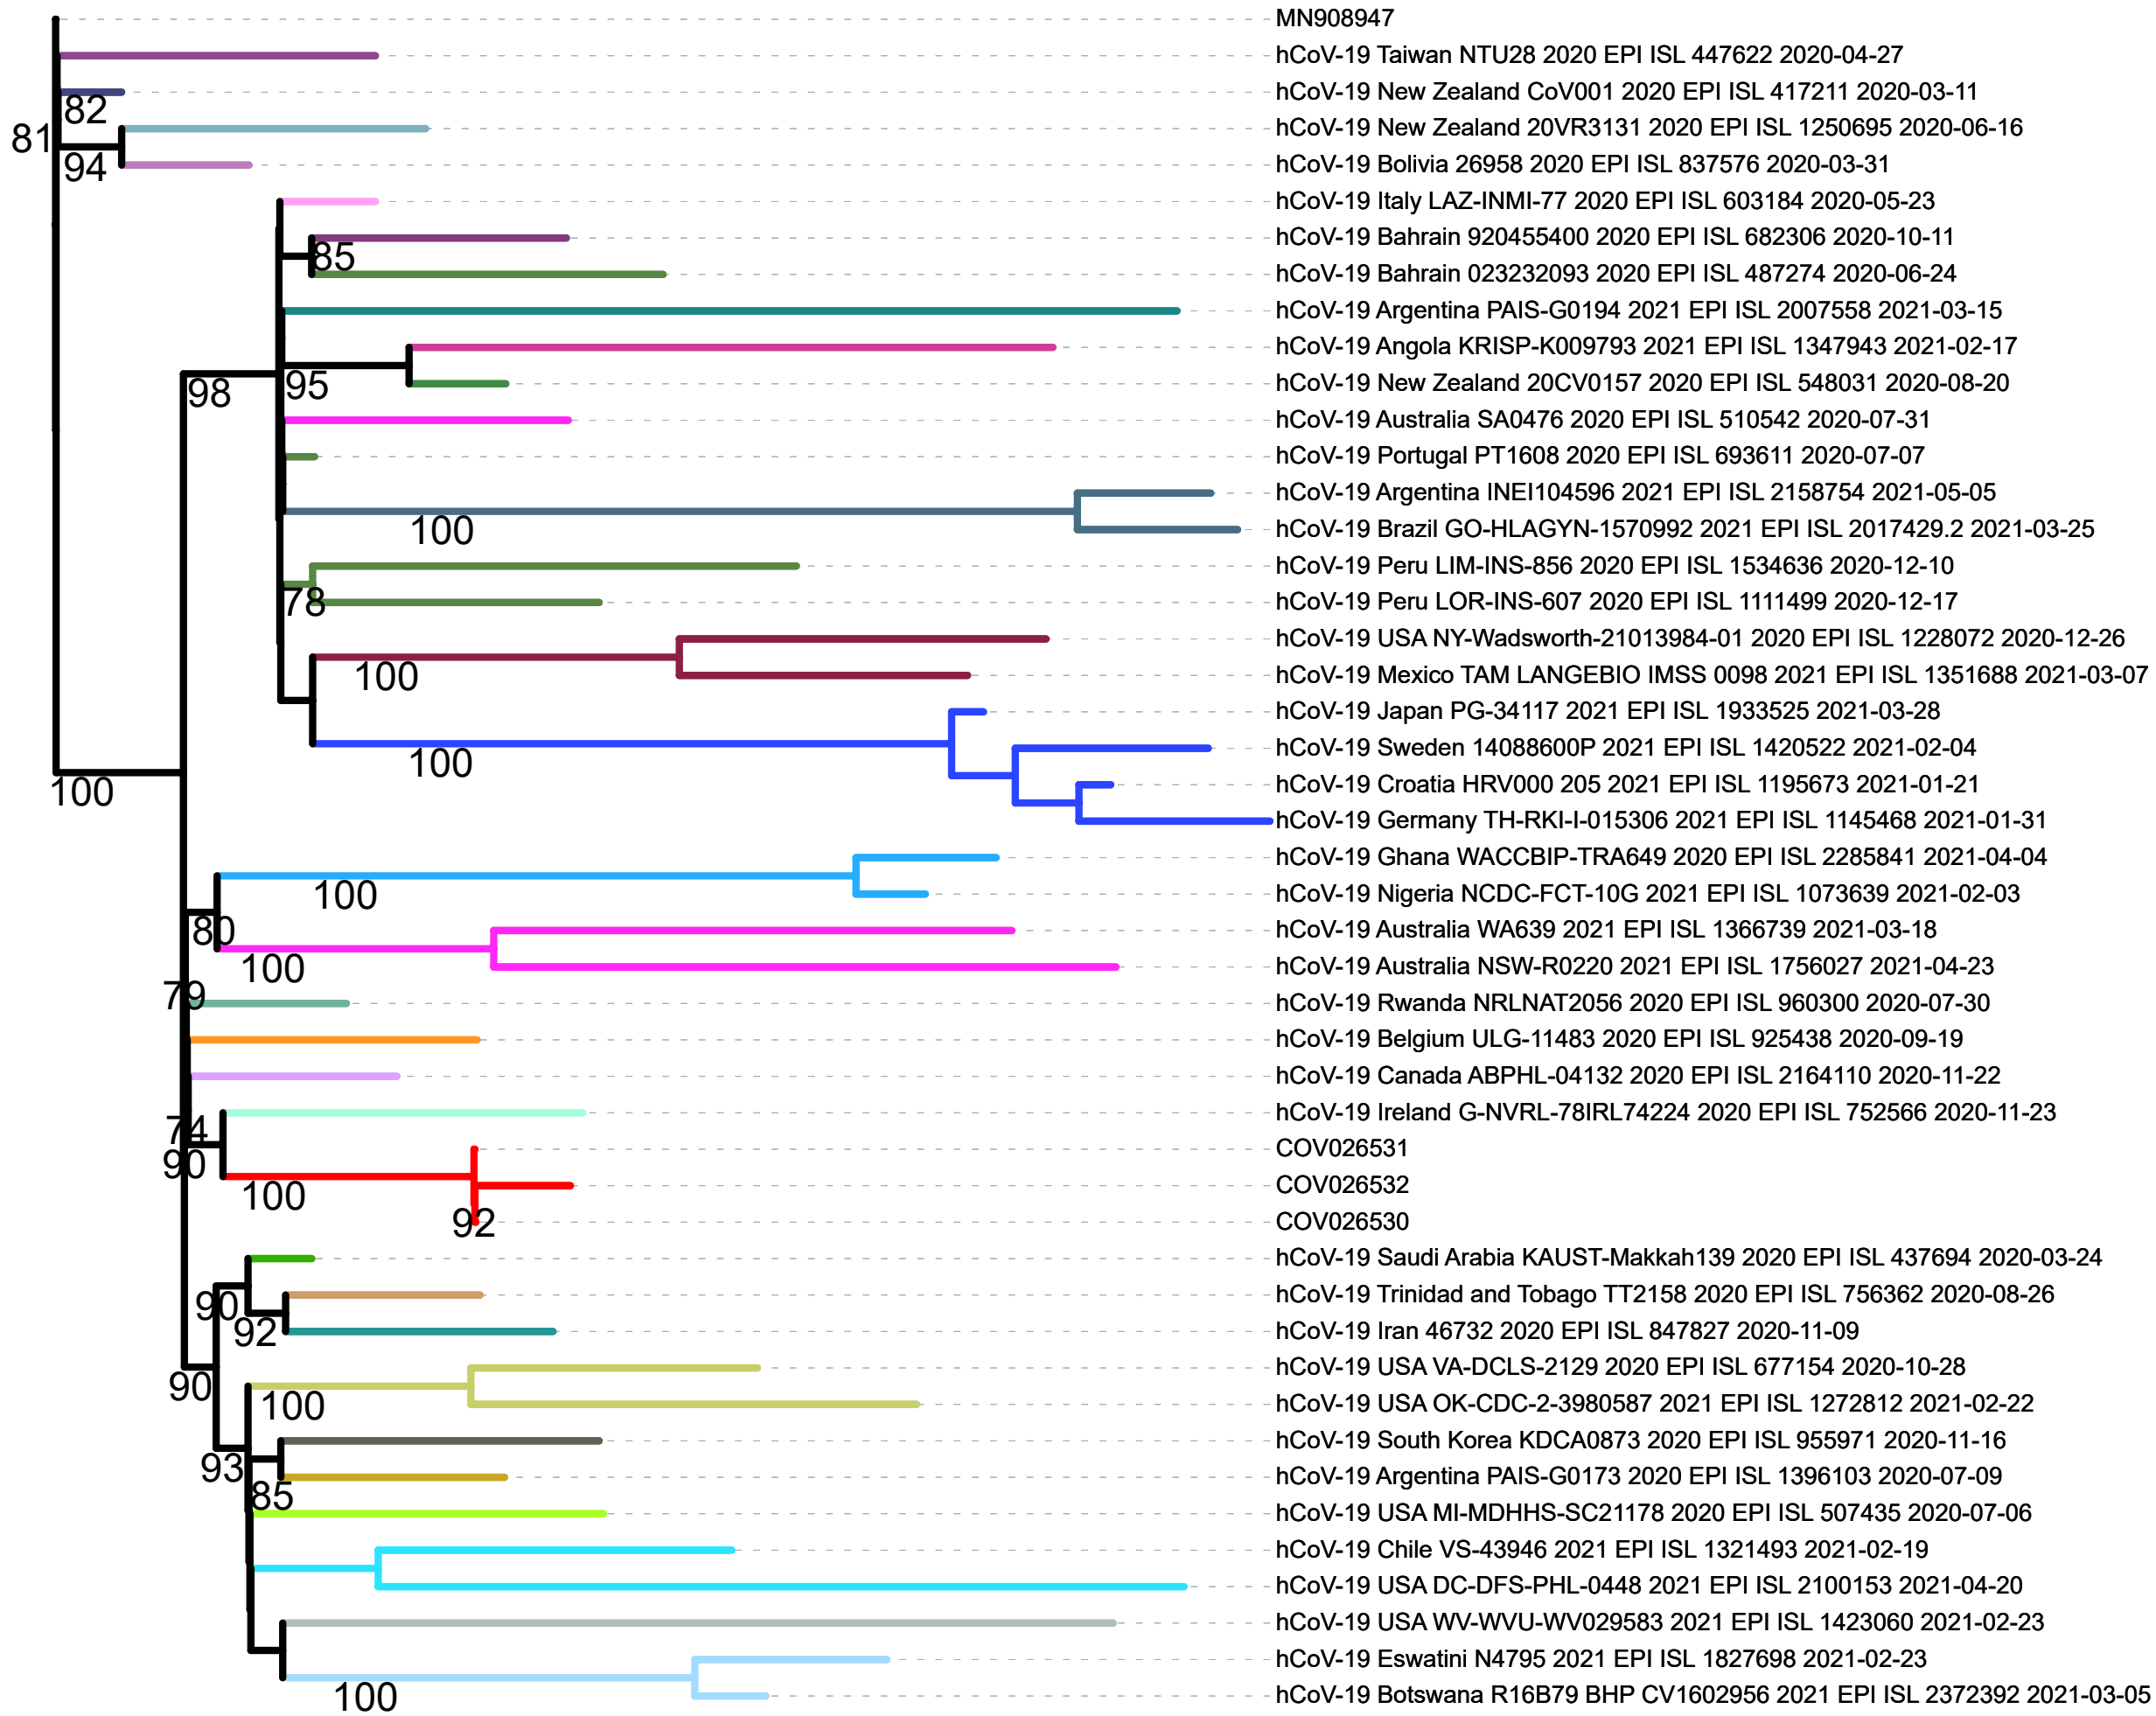 MN908947
hCoV-19 Taiwan NTU28 2020 EPI ISL 447622 2020-04-27
hCoV-19 New Zealand CoV001 2020 EPI ISL 417211 2020-03-11
82
hCoV-19 New Zealand 20VR3131 2020 EPI ISL 1250695 2020-06-16
81
94
hCoV-19 Bolivia 26958 2020 EPI ISL 837576 2020-03-31
hCoV-19 Italy LAZ-INMI-77 2020 EPI ISL 603184 2020-05-23
hCoV-19 Bahrain 920455400 2020 EPI ISL 682306 2020-10-11
85
hCoV-19 Bahrain 023232093 2020 EPI ISL 487274 2020-06-24
hCoV-19 Argentina PAIS-G0194 2021 EPI ISL 2007558 2021-03-15
hCoV-19 Angola KRISP-K009793 2021 EPI ISL 1347943 2021-02-17
98
95
hCoV-19 New Zealand 20CV0157 2020 EPI ISL 548031 2020-08-20
hCoV-19 Australia SA0476 2020 EPI ISL 510542 2020-07-31
hCoV-19 Portugal PT1608 2020 EPI ISL 693611 2020-07-07
hCoV-19 Argentina INEI104596 2021 EPI ISL 2158754 2021-05-05
100
hCoV-19 Brazil GO-HLAGYN-1570992 2021 EPI ISL 2017429.2 2021-03-25
hCoV-19 Peru LIM-INS-856 2020 EPI ISL 1534636 2020-12-10
78
hCoV-19 Peru LOR-INS-607 2020 EPI ISL 1111499 2020-12-17
hCoV-19 USA NY-Wadsworth-21013984-01 2020 EPI ISL 1228072 2020-12-26
100
hCoV-19 Mexico TAM LANGEBIO IMSS 0098 2021 EPI ISL 1351688 2021-03-07
hCoV-19 Japan PG-34117 2021 EPI ISL 1933525 2021-03-28
hCoV-19 Sweden 14088600P 2021 EPI ISL 1420522 2021-02-04
100
100
hCoV-19 Croatia HRV000 205 2021 EPI ISL 1195673 2021-01-21
hCoV-19 Germany TH-RKI-I-015306 2021 EPI ISL 1145468 2021-01-31
hCoV-19 Ghana WACCBIP-TRA649 2020 EPI ISL 2285841 2021-04-04
100
hCoV-19 Nigeria NCDC-FCT-10G 2021 EPI ISL 1073639 2021-02-03
80
hCoV-19 Australia WA639 2021 EPI ISL 1366739 2021-03-18
100
hCoV-19 Australia NSW-R0220 2021 EPI ISL 1756027 2021-04-23
79
hCoV-19 Rwanda NRLNAT2056 2020 EPI ISL 960300 2020-07-30
hCoV-19 Belgium ULG-11483 2020 EPI ISL 925438 2020-09-19
hCoV-19 Canada ABPHL-04132 2020 EPI ISL 2164110 2020-11-22
hCoV-19 Ireland G-NVRL-78IRL74224 2020 EPI ISL 752566 2020-11-23
74
COV026531
90
100
COV026532
92
COV026530
hCoV-19 Saudi Arabia KAUST-Makkah139 2020 EPI ISL 437694 2020-03-24
hCoV-19 Trinidad and Tobago TT2158 2020 EPI ISL 756362 2020-08-26
90
92
hCoV-19 Iran 46732 2020 EPI ISL 847827 2020-11-09
hCoV-19 USA VA-DCLS-2129 2020 EPI ISL 677154 2020-10-28
90
100
hCoV-19 USA OK-CDC-2-3980587 2021 EPI ISL 1272812 2021-02-22
hCoV-19 South Korea KDCA0873 2020 EPI ISL 955971 2020-11-16
93
hCoV-19 Argentina PAIS-G0173 2020 EPI ISL 1396103 2020-07-09
85
hCoV-19 USA MI-MDHHS-SC21178 2020 EPI ISL 507435 2020-07-06
hCoV-19 Chile VS-43946 2021 EPI ISL 1321493 2021-02-19
hCoV-19 USA DC-DFS-PHL-0448 2021 EPI ISL 2100153 2021-04-20
hCoV-19 USA WV-WVU-WV029583 2021 EPI ISL 1423060 2021-02-23
hCoV-19 Eswatini N4795 2021 EPI ISL 1827698 2021-02-23
100
hCoV-19 Botswana R16B79 BHP CV1602956 2021 EPI ISL 2372392 2021-03-05